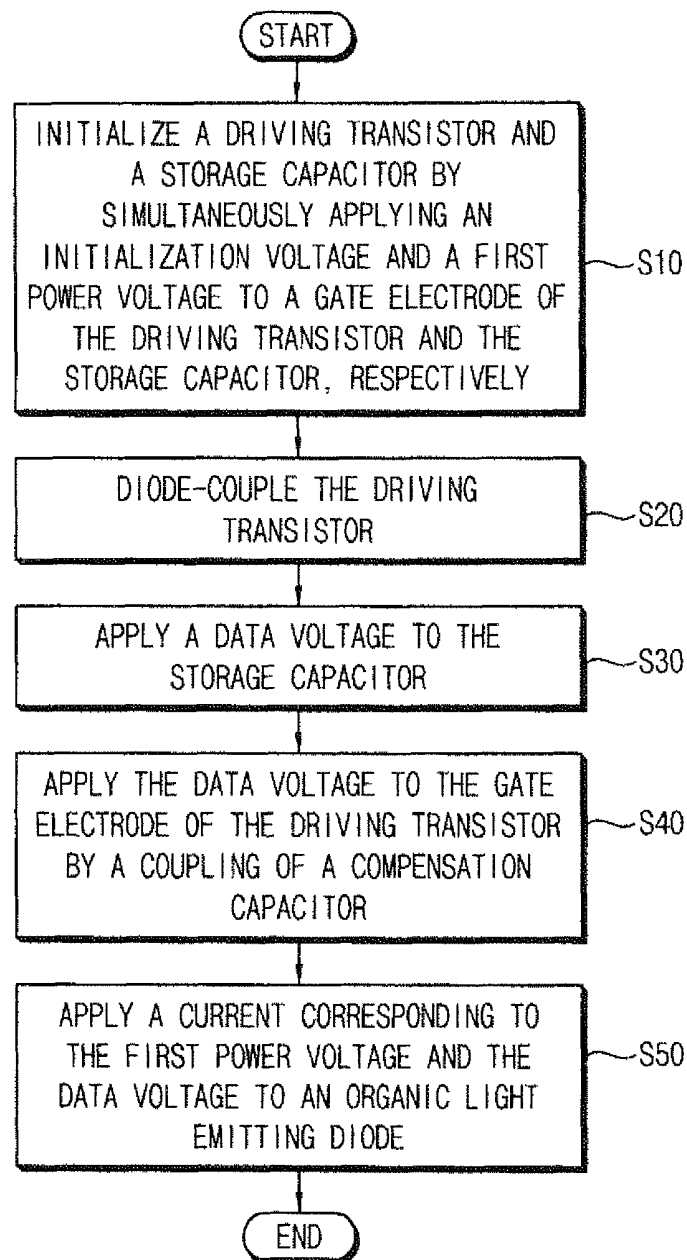 START
INITIALIZE A DRIVING TRANSISTOR AND
A STORAGE CAPACITOR BY
SIMULTANEOUSLY APPLYING AN
INITIALIZATION VOLTAGE AND A FIRST
POWER VOLTAGE TO A GATE ELECTRODE OF
THE DRIVING TRANSISTOR AND THE
STORAGE CAPACITOR, RESPECTIVELY
S10
DIODE-COUPLE THE DRIVING
TRANSISTOR
S20
APPLY A DATA VOLTAGE TO THE
STORAGE CAPACITOR
S30
APPLY THE DATA VOLTAGE TO THE GATE
ELECTRODE OF THE DRIVING TRANSISTOR
BY A COUPLING OF A COMPENSATION
CAPACITOR
S40
APPLY A CURRENT CORRESPONDING TO
THE FIRST POWER VOLTAGE AND THE
DATA VOLTAGE TO AN ORGANIC LIGHT
EMITTING DIODE
S50
END